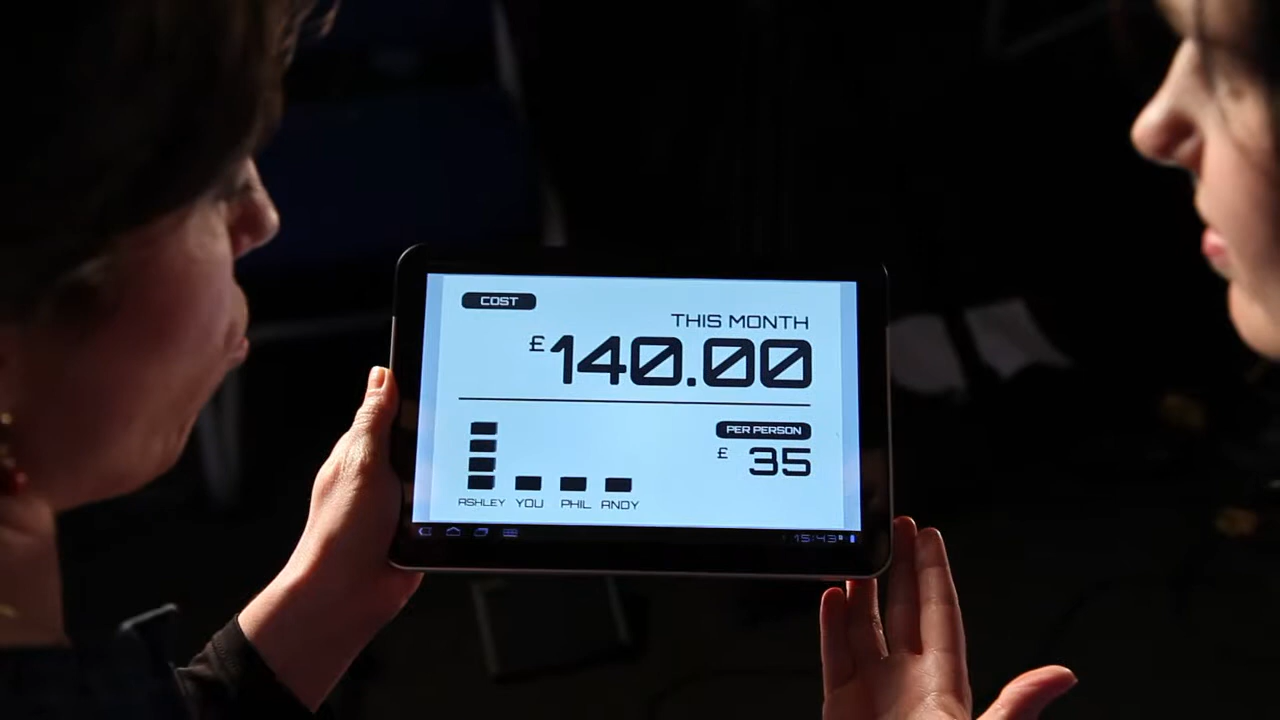 COST
THIS MONTH
£140.00
PER PERSON
£ 35
ASHLEY YOU PHIL ANDY
15:43